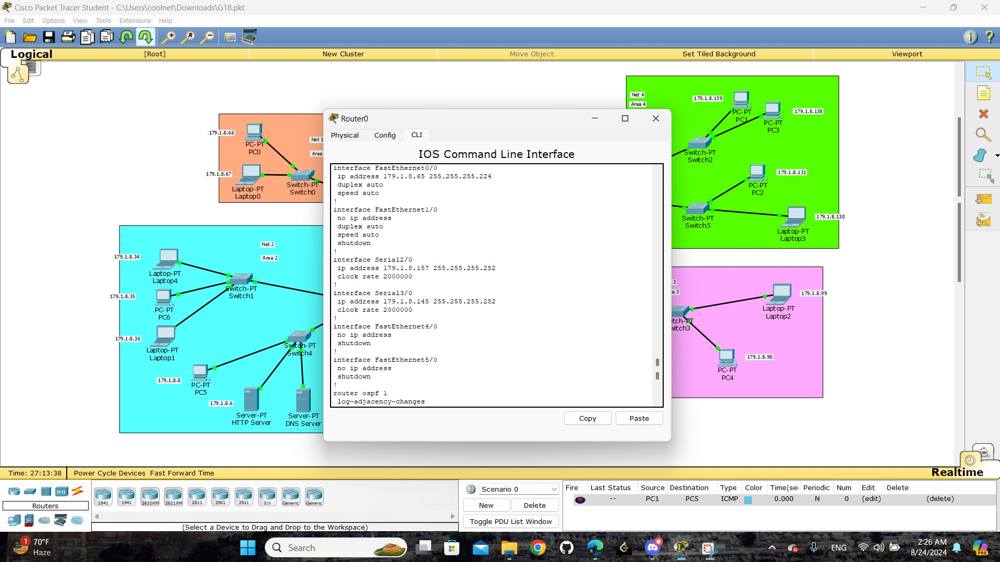 Cisco Packet Tracer Student - C:\Users\coolnet\Downloads\G18.pkt
File Edit Options View Tools Extensions Help
Logical [Root] New Cluster Move Object Set Tiled Background Viewport
179.1.8.66
PC-PT
PC0
179.1.8.67
Laptop-PT
Laptop0
Switch-PT
Switch0
Net 1
Area
Net 2
Area 2
179.1.8.34
Laptop-PT
Laptop4
179.1.8.35
PC-PT
PC6
179.1.8.36
Laptop-PT
Laptop1
Switch-PT
Switch1
Switch-PT
Switch4
179.1.8.8
PC-PT
PC5
179.1.8.6
Server-PT
HTTP Server
Server-PT
DNS Server
Router0
Physical Config CLI
IOS Command Line Interface
interface FastEthernet0/0
ip address 179.1.8.65 255.255.255.224
duplex auto
speed auto
!
interface FastEthernet1/0
no ip address
duplex auto
speed auto
shutdown
!
interface Serial2/0
ip address 179.1.8.157 255.255.255.252
clock rate 2000000
!
interface Serial3/0
ip address 179.1.8.145 255.255.255.252
clock rate 2000000
!
interface FastEthernet4/0
no ip address
shutdown
!
interface FastEthernet5/0
no ip address
shutdown
!
router ospf 1
log-adjacency-changes
Copy Paste
Net 4
Area 4
179.1.8.139
PC-PT
PC1
179.1.8.138
PC-PT
PC3
Switch-PT
Switch2
179.1.8.131
PC-PT
PC2
Switch-PT
Switch5
179.1.8.130
Laptop-PT
Laptop3
3
ea 3
179.1.8.99
Laptop-PT
Laptop2
itch-PT
witch3
179.1.8.98
PC-PT
PC4
Time: 27:13:38 Power Cycle Devices Fast Forward Time Realtime
Routers
1841 1941 2620XM 2621XM 2811 2901 2911 819 Generic Generic
(Select a Device to Drag and Drop to the Workspace)
Scenario 0
New Delete
Toggle PDU List Window
Fire Last Status Source Destination Type Color Time(sec Periodic Num Edit Delete
-- PC1 PC5 ICMP 0.000 N 0 (edit) (delete)
1
70°F
Haze
Search
ENG
2:26 AM
8/24/2024
PRE